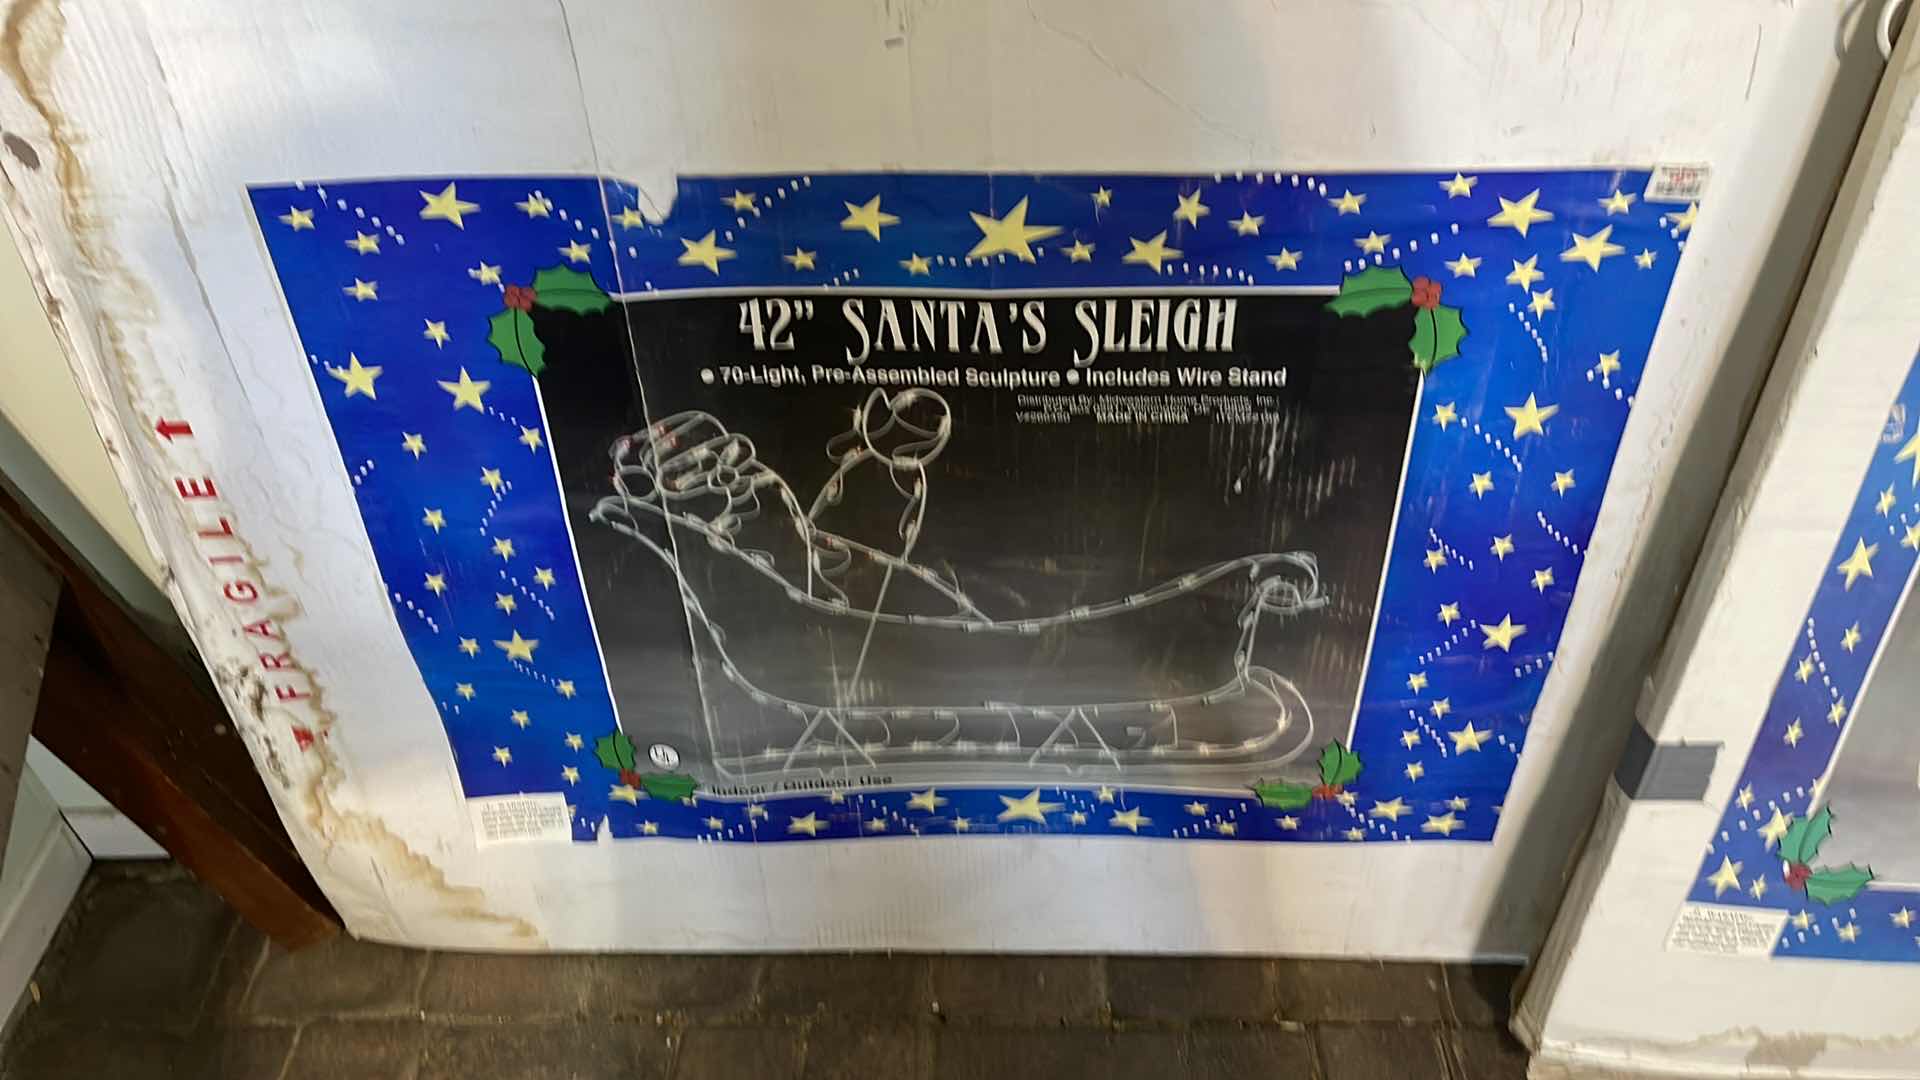 42” SANTA'S SLEIGH
● 70-Light, Pre-Assembled Sculpture ● Includes Wire Stand
Distributed By: Midwestern Home Products, Inc.
MADE IN CHINA
FRAGILE
UL
Indoor / Outdoor Use